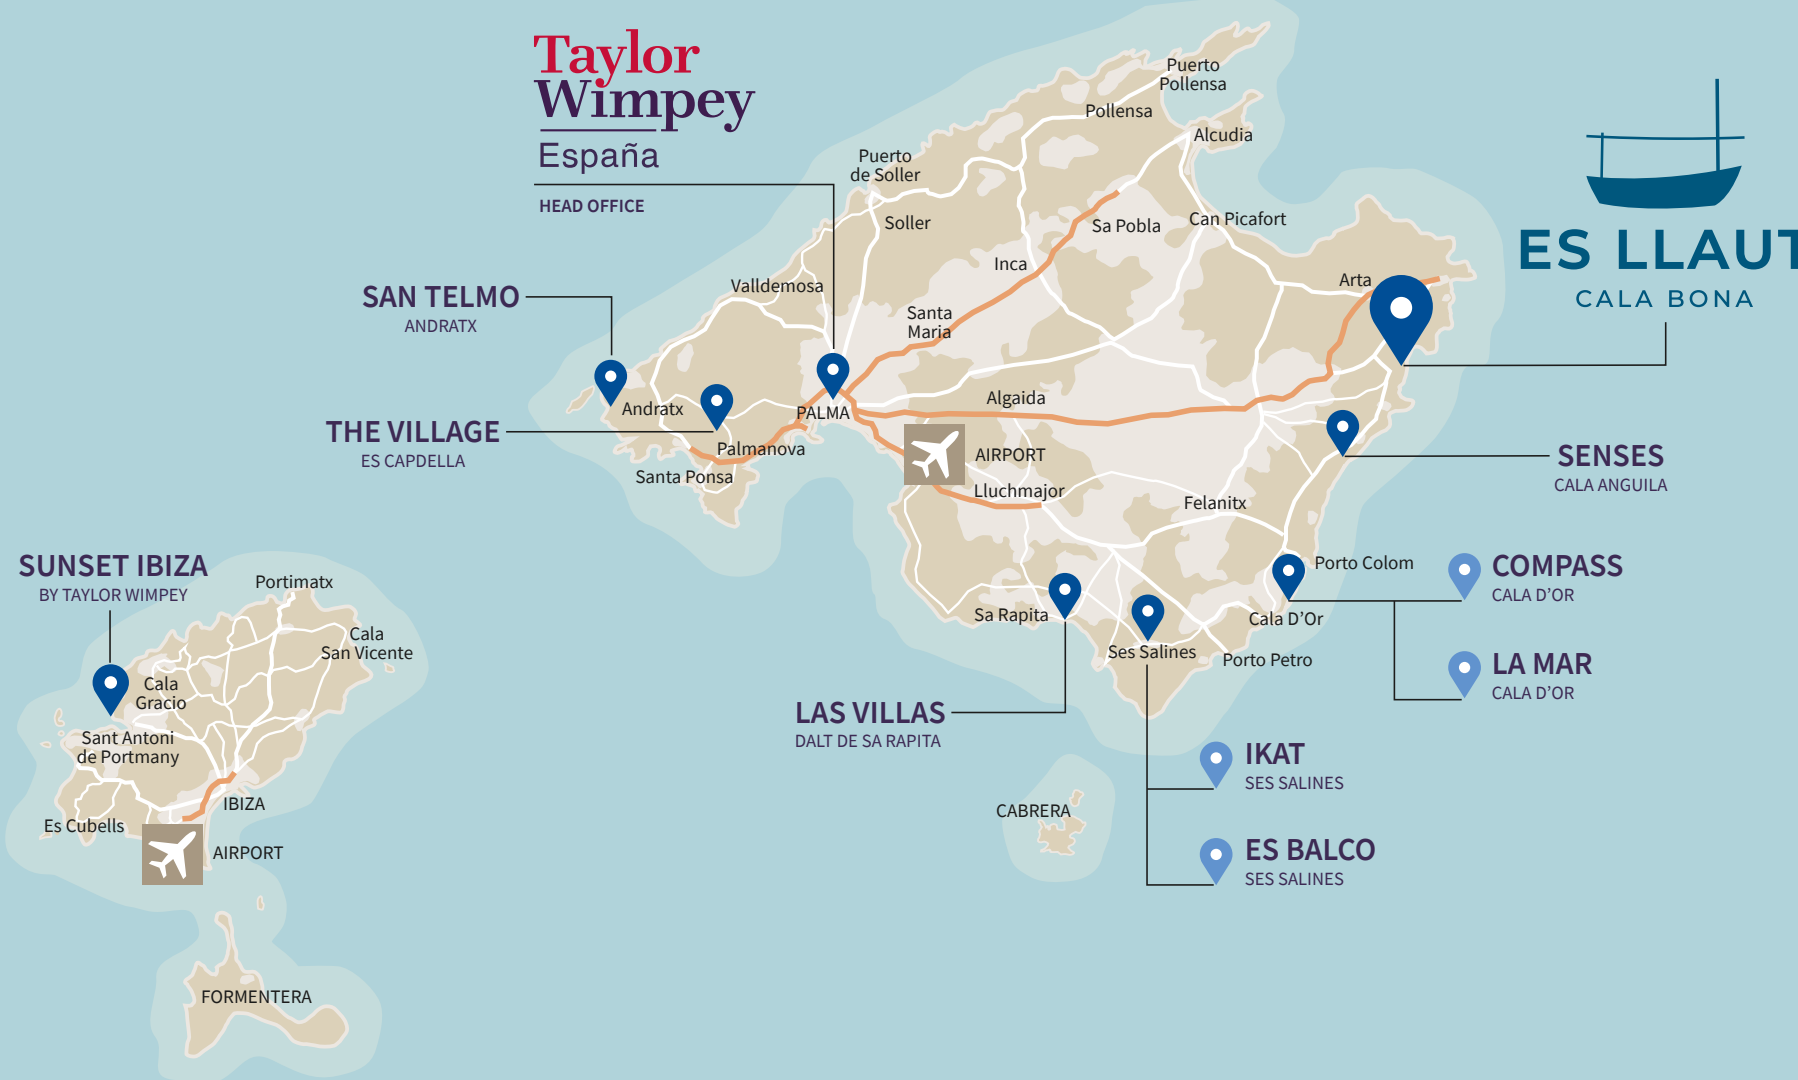 Taylor
Wimpey
España
HEAD OFFICE
Puerto
Pollensa
Pollensa
Alcudia
Puerto
de Soller
Soller
Sa Pobla
Can Picafort
Inca
Arta
ES LLAUT
CALA BONA
Valldemosa
Santa
Maria
SAN TELMO
ANDRATX
Andratx
PALMA
Algaida
THE VILLAGE
ES CAPDELLA
Palmanova
Santa Ponsa
AIRPORT
Lluchmajor
Felanitx
SENSES
CALA ANGUILA
Porto Colom
COMPASS
CALA D'OR
Sa Rapita
Cala D'Or
Ses Salines
Porto Petro
LA MAR
CALA D'OR
LAS VILLAS
DALT DE SA RAPITA
IKAT
SES SALINES
CABRERA
ES BALCO
SES SALINES
SUNSET IBIZA
BY TAYLOR WIMPEY
Portimatx
Cala
San Vicente
Cala
Gracio
Sant Antoni
de Portmany
IBIZA
Es Cubells
AIRPORT
FORMENTERA